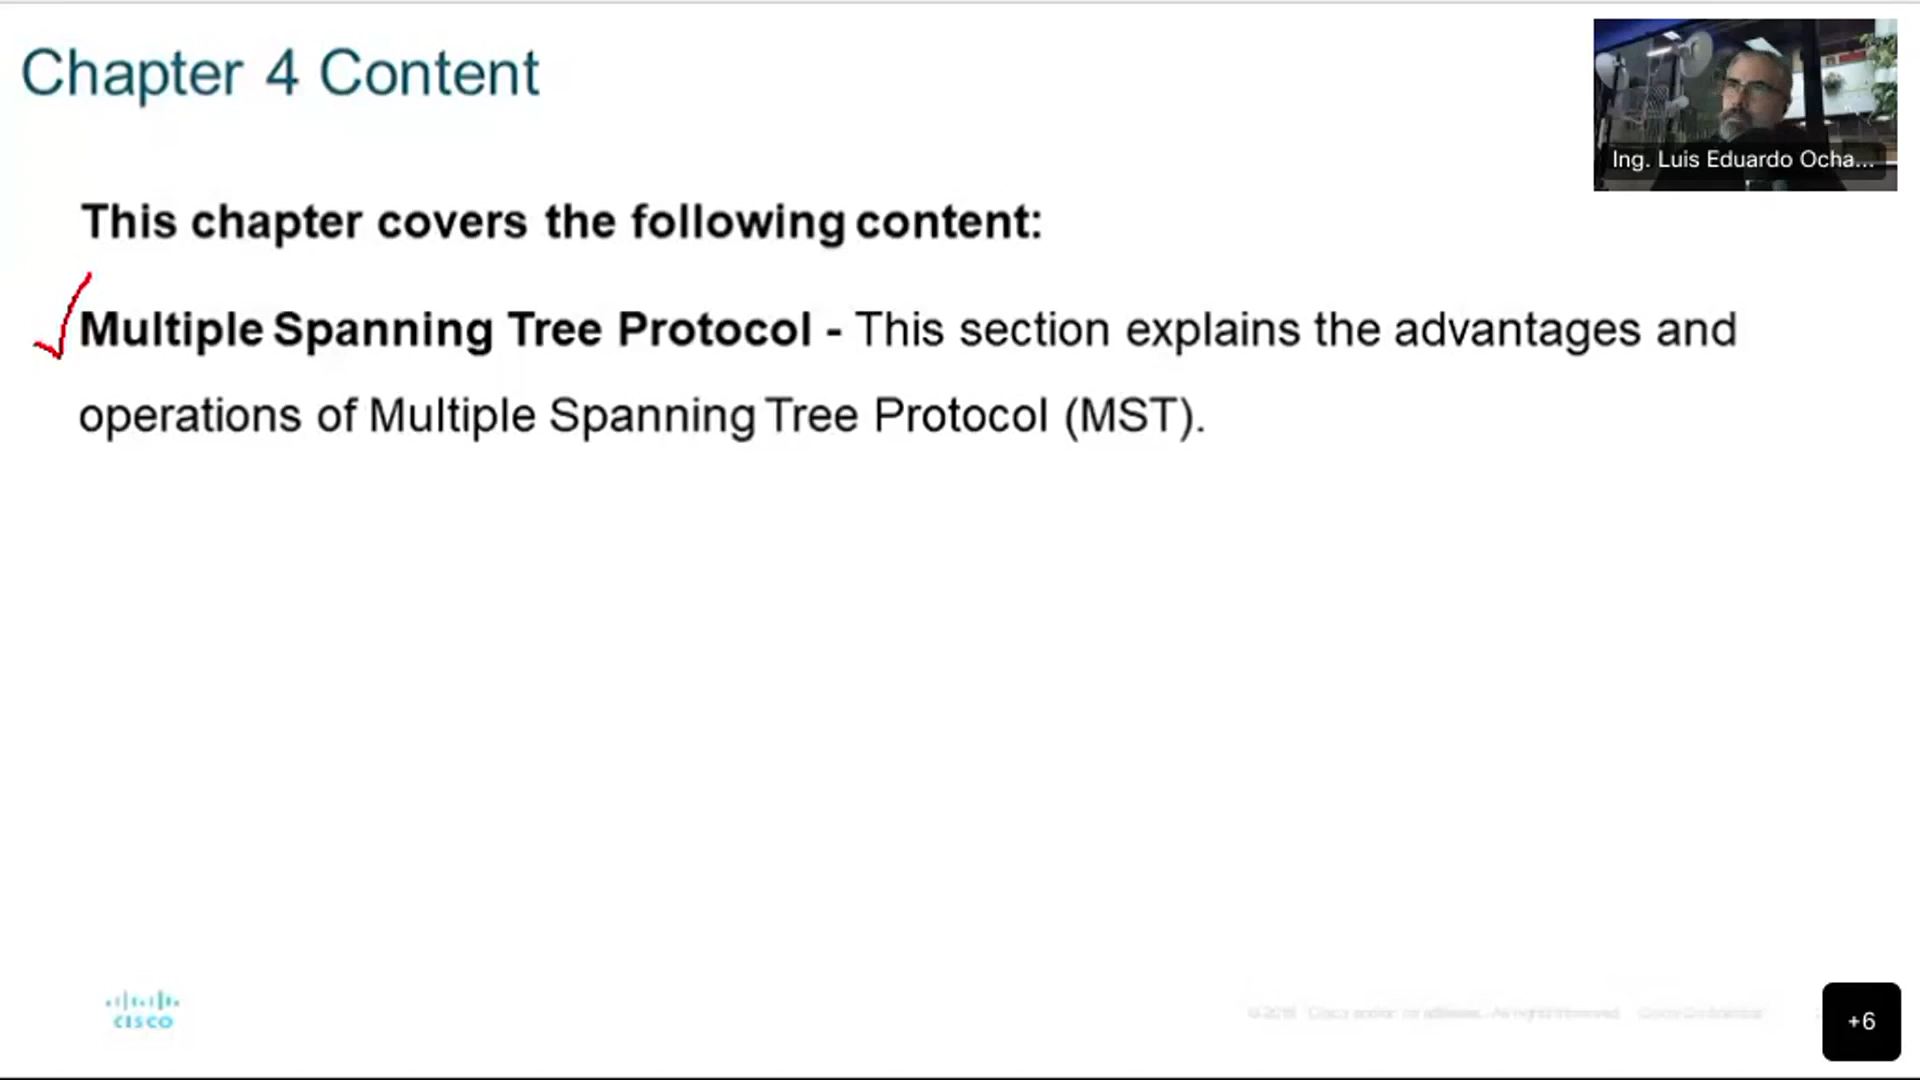 Chapter 4 Content
Ing. Luis Eduardo Ocha...
This chapter covers the following content:
Multiple Spanning Tree Protocol - This section explains the advantages and
operations of Multiple Spanning Tree Protocol (MST).
CISCO
+6